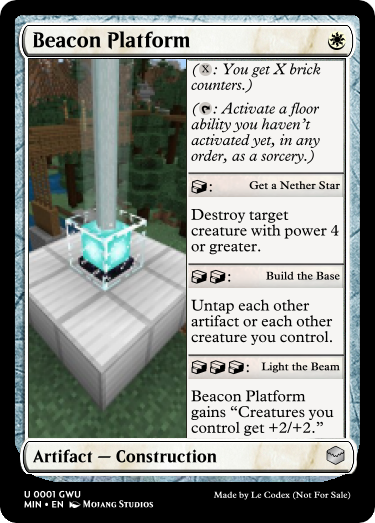 Beacon Platform
(X: You get X brick
counters.)
(: Activate a floor
ability you haven't
activated yet, in any
order, as a sorcery.)
: Get a Nether Star
Destroy target
creature with power 4
or greater.
: Build the Base
Untap each other
artifact or each other
creature you control.
: Light the Beam
Beacon Platform
gains “Creatures you
control get +2/+2.”
Artifact — Construction
U 0001 GWU
MIN • EN Mojang Studios
Made by Le Codex (Not For Sale)